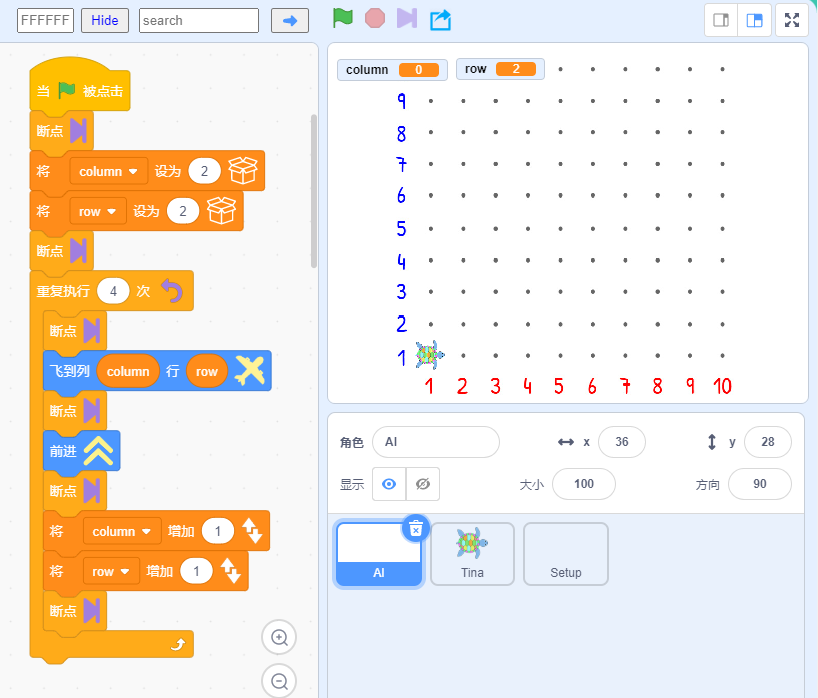 FFFFFF Hide search
当 被点击
断点
将 column 设为 2
将 row 设为 2
断点
重复执行 4 次
断点
飞到列 column 行 row
断点
前进
断点
将 column 增加 1
将 row 增加 1
断点
column 0 row 2
9
8
7
6
5
4
3
2
1
1 2 3 4 5 6 7 8 9 10
角色 AI x 36 y 28
显示 大小 100 方向 90
AI Tina Setup